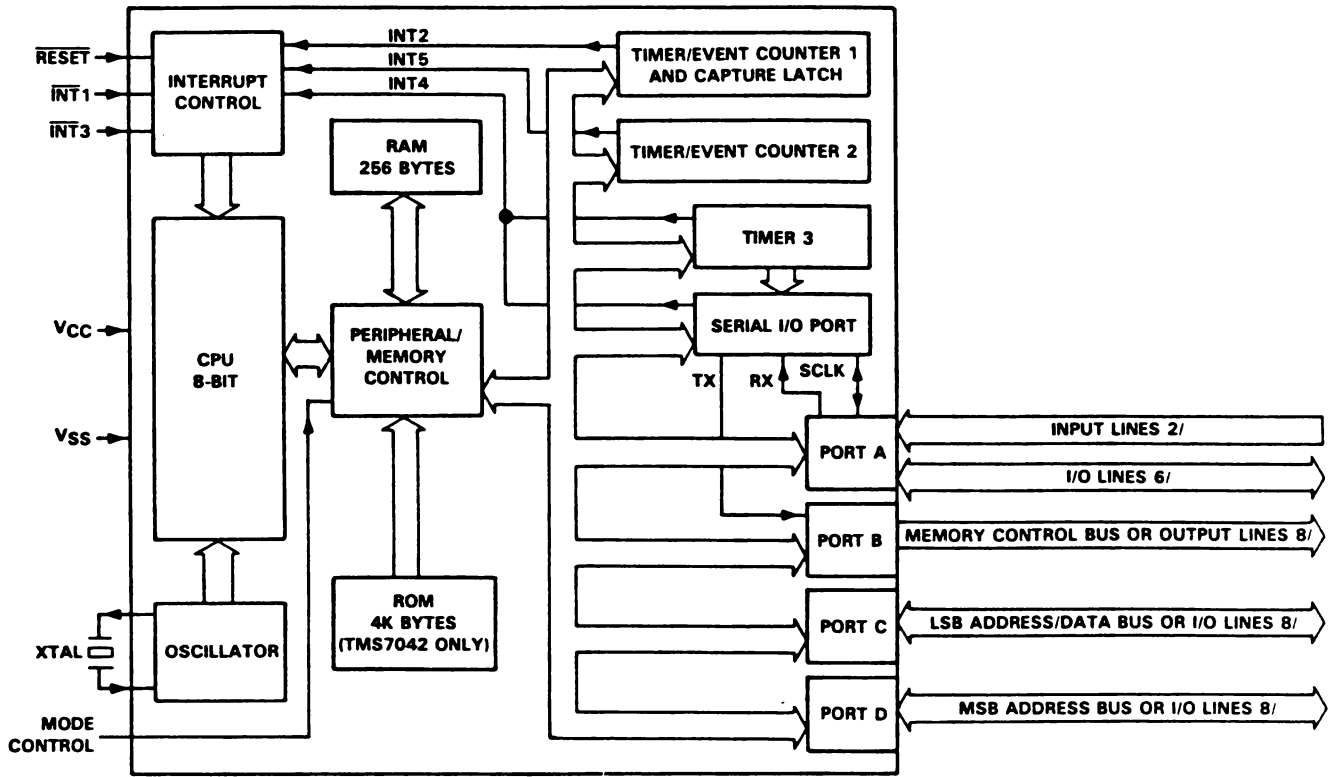 RESET
INT1
INT3
INTERRUPT
CONTROL
INT2
INT5
INT4
TIMER/EVENT COUNTER 1
AND CAPTURE LATCH
RAM
256 BYTES
TIMER/EVENT COUNTER 2
TIMER 3
VCC
CPU
8-BIT
PERIPHERAL/
MEMORY
CONTROL
SERIAL I/O PORT
TX
RX
SCLK
VSS
PORT A
INPUT LINES 2/
I/O LINES 6/
PORT B
MEMORY CONTROL BUS OR OUTPUT LINES 8/
ROM
4K BYTES
(TMS7042 ONLY)
PORT C
LSB ADDRESS/DATA BUS OR I/O LINES 8/
XTAL
OSCILLATOR
PORT D
MSB ADDRESS BUS OR I/O LINES 8/
MODE
CONTROL